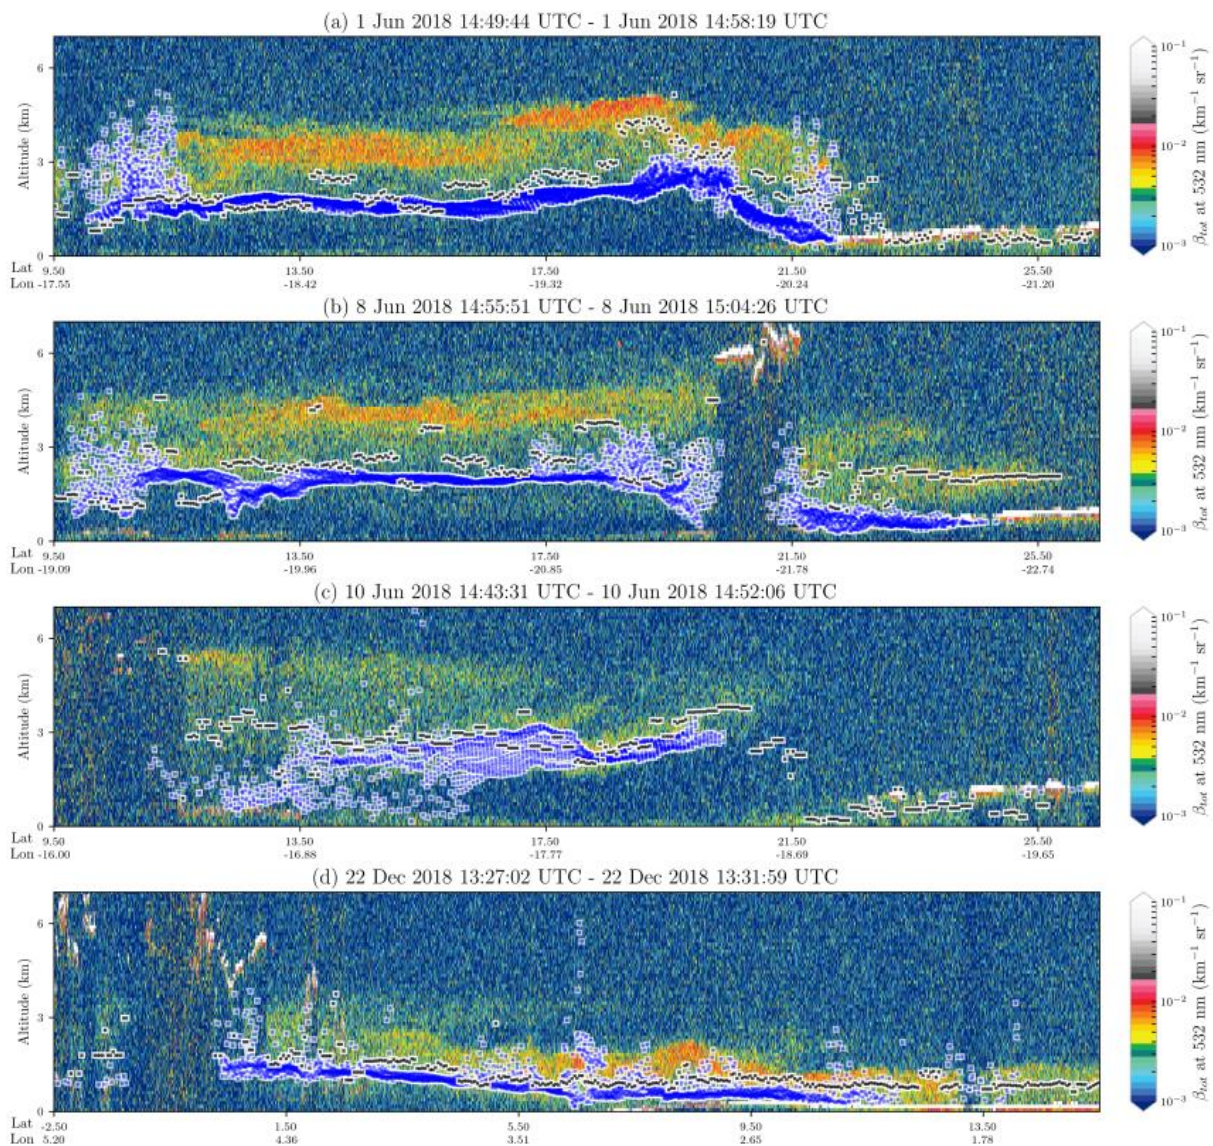 (a) 1 Jun 2018 14:49:44 UTC - 1 Jun 2018 14:58:19 UTC
Altitude (km)
6
3
0
Lat 9.50 13.50 17.50 21.50 25.50
Lon -17.55 -18.42 -19.32 -20.24 -21.20
10⁻¹
10⁻²
10⁻³
βtot at 532 nm (km⁻¹ sr⁻¹)
(b) 8 Jun 2018 14:55:51 UTC - 8 Jun 2018 15:04:26 UTC
Altitude (km)
6
3
0
Lat 9.50 13.50 17.50 21.50 25.50
Lon -19.09 -19.96 -20.85 -21.78 -22.74
10⁻¹
10⁻²
10⁻³
βtot at 532 nm (km⁻¹ sr⁻¹)
(c) 10 Jun 2018 14:43:31 UTC - 10 Jun 2018 14:52:06 UTC
Altitude (km)
6
3
0
Lat 9.50 13.50 17.50 21.50 25.50
Lon -16.00 -16.88 -17.77 -18.69 -19.65
10⁻¹
10⁻²
10⁻³
βtot at 532 nm (km⁻¹ sr⁻¹)
(d) 22 Dec 2018 13:27:02 UTC - 22 Dec 2018 13:31:59 UTC
Altitude (km)
6
3
0
Lat -2.50 1.50 5.50 9.50 13.50
Lon 5.20 4.36 3.51 2.65 1.78
10⁻¹
10⁻²
10⁻³
βtot at 532 nm (km⁻¹ sr⁻¹)